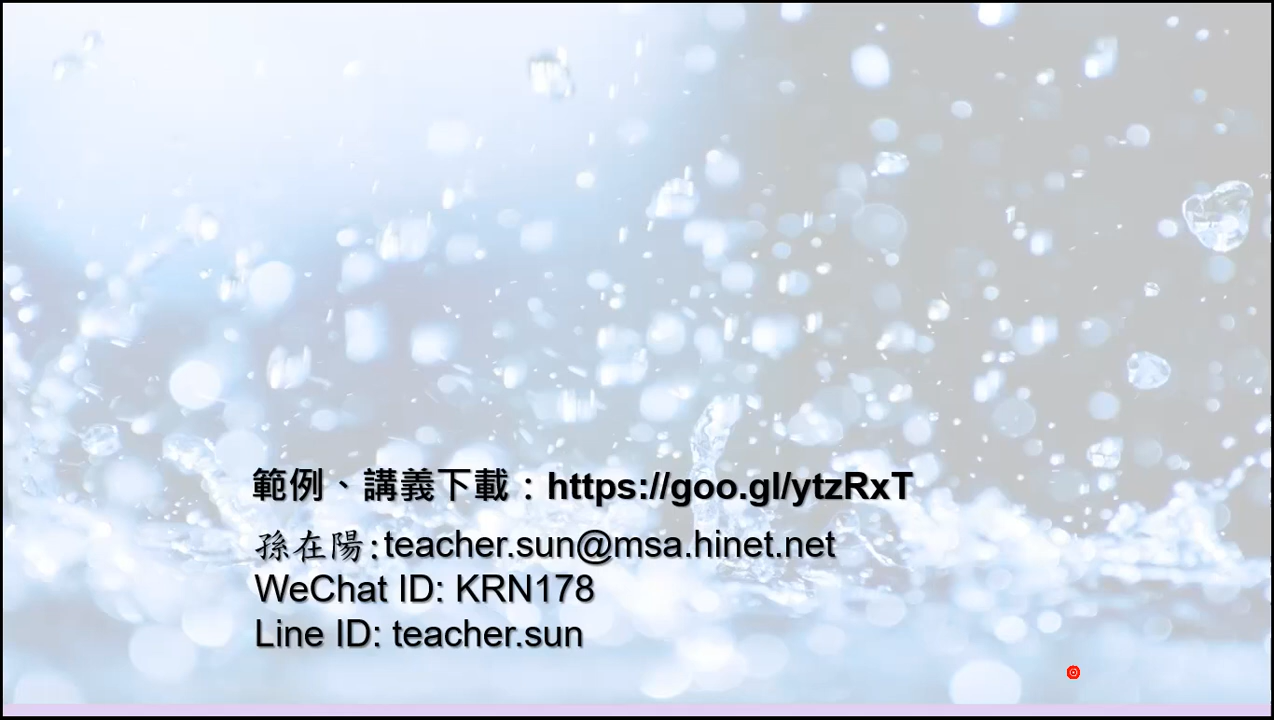 範例、講義下載：https://goo.gl/ytzRxT
孫在陽:teacher.sun@msa.hinet.net
WeChat ID: KRN178
Line ID: teacher.sun